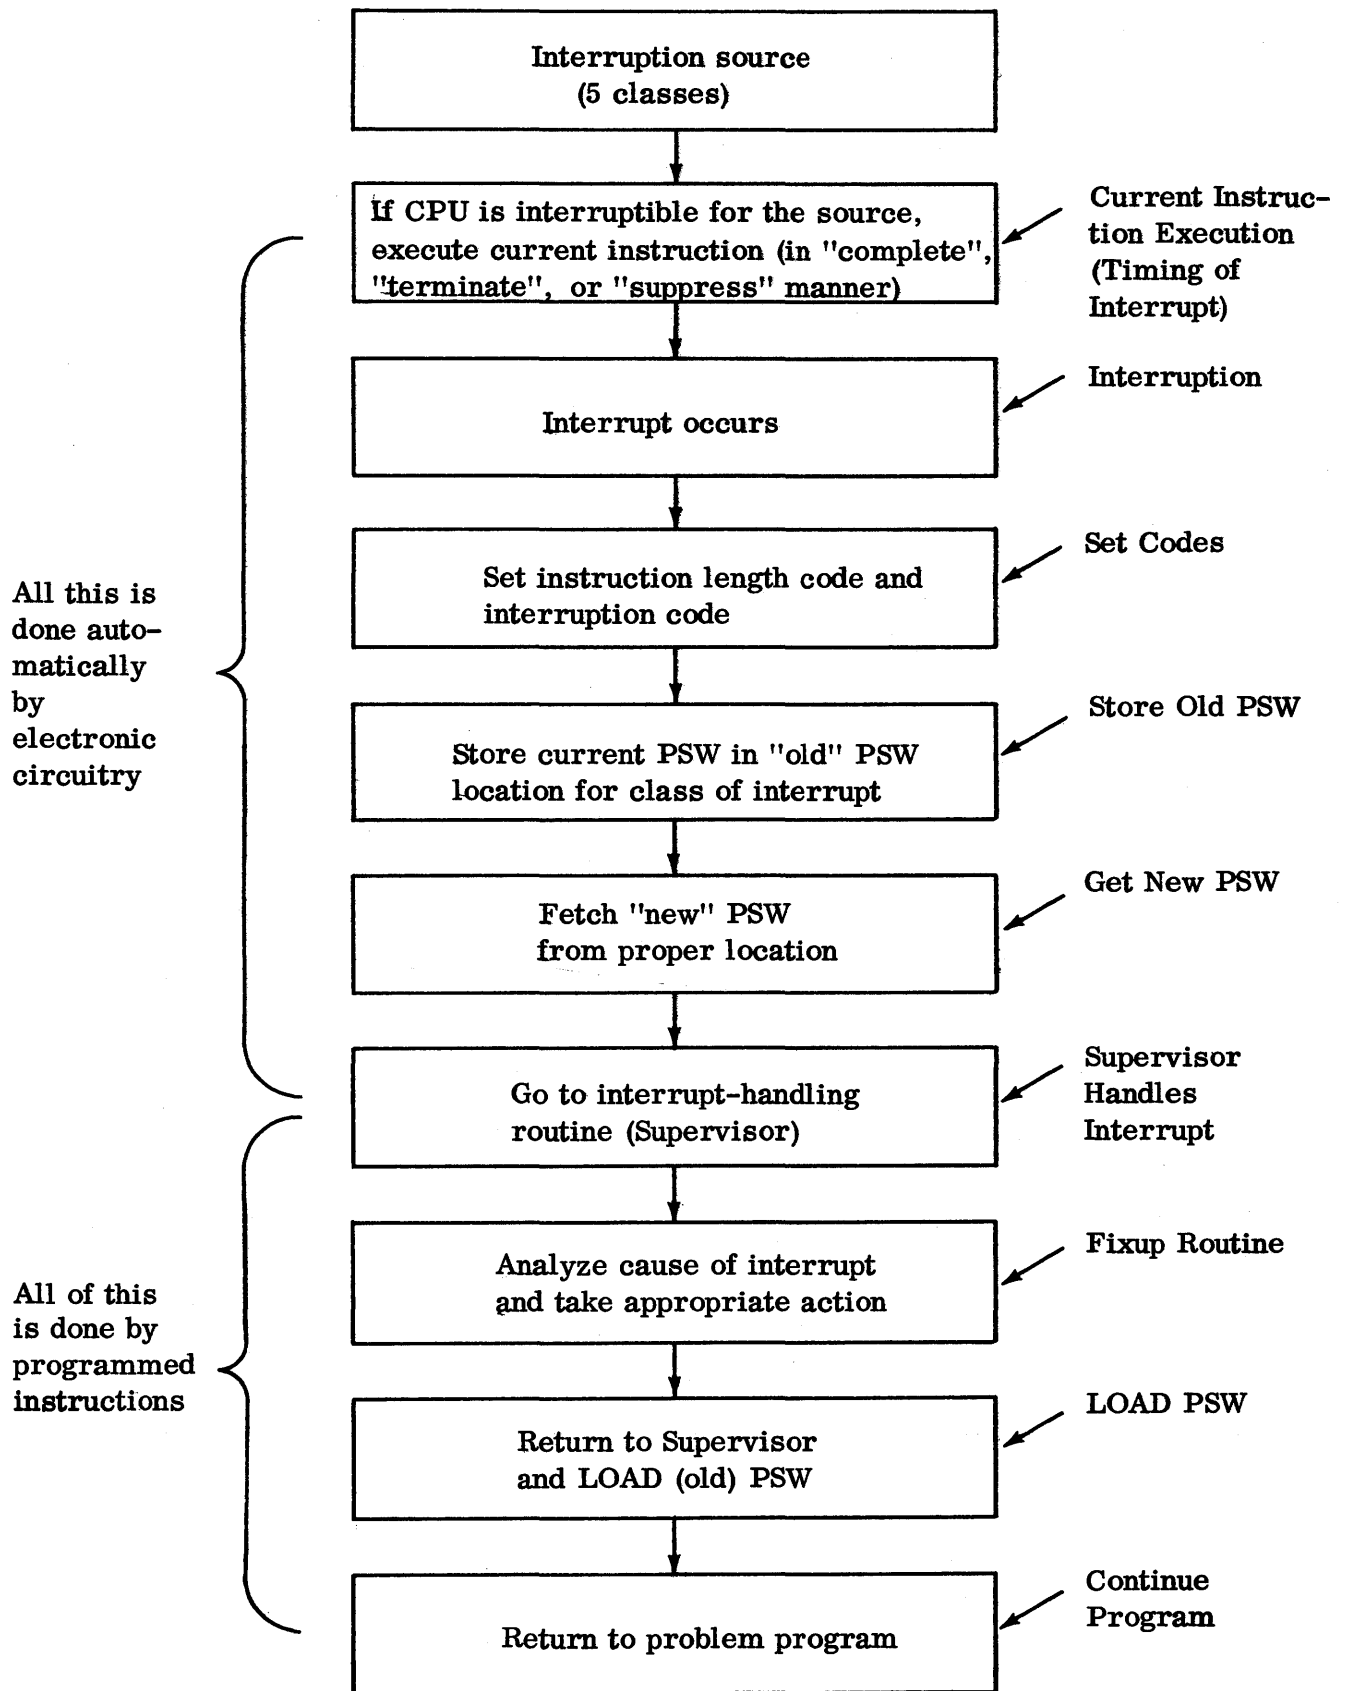 Interruption source
(5 classes)
If CPU is interruptible for the source,
execute current instruction (in "complete",
"terminate", or "suppress" manner)
Current Instruc-
tion Execution
(Timing of
Interrupt)
Interrupt occurs
Interruption
Set instruction length code and
interruption code
Set Codes
All this is
done auto-
matically
by
electronic
circuitry
Store current PSW in "old" PSW
location for class of interrupt
Store Old PSW
Fetch "new" PSW
from proper location
Get New PSW
Go to interrupt-handling
routine (Supervisor)
Supervisor
Handles
Interrupt
Analyze cause of interrupt
and take appropriate action
Fixup Routine
All of this
is done by
programmed
instructions
Return to Supervisor
and LOAD (old) PSW
LOAD PSW
Return to problem program
Continue
Program